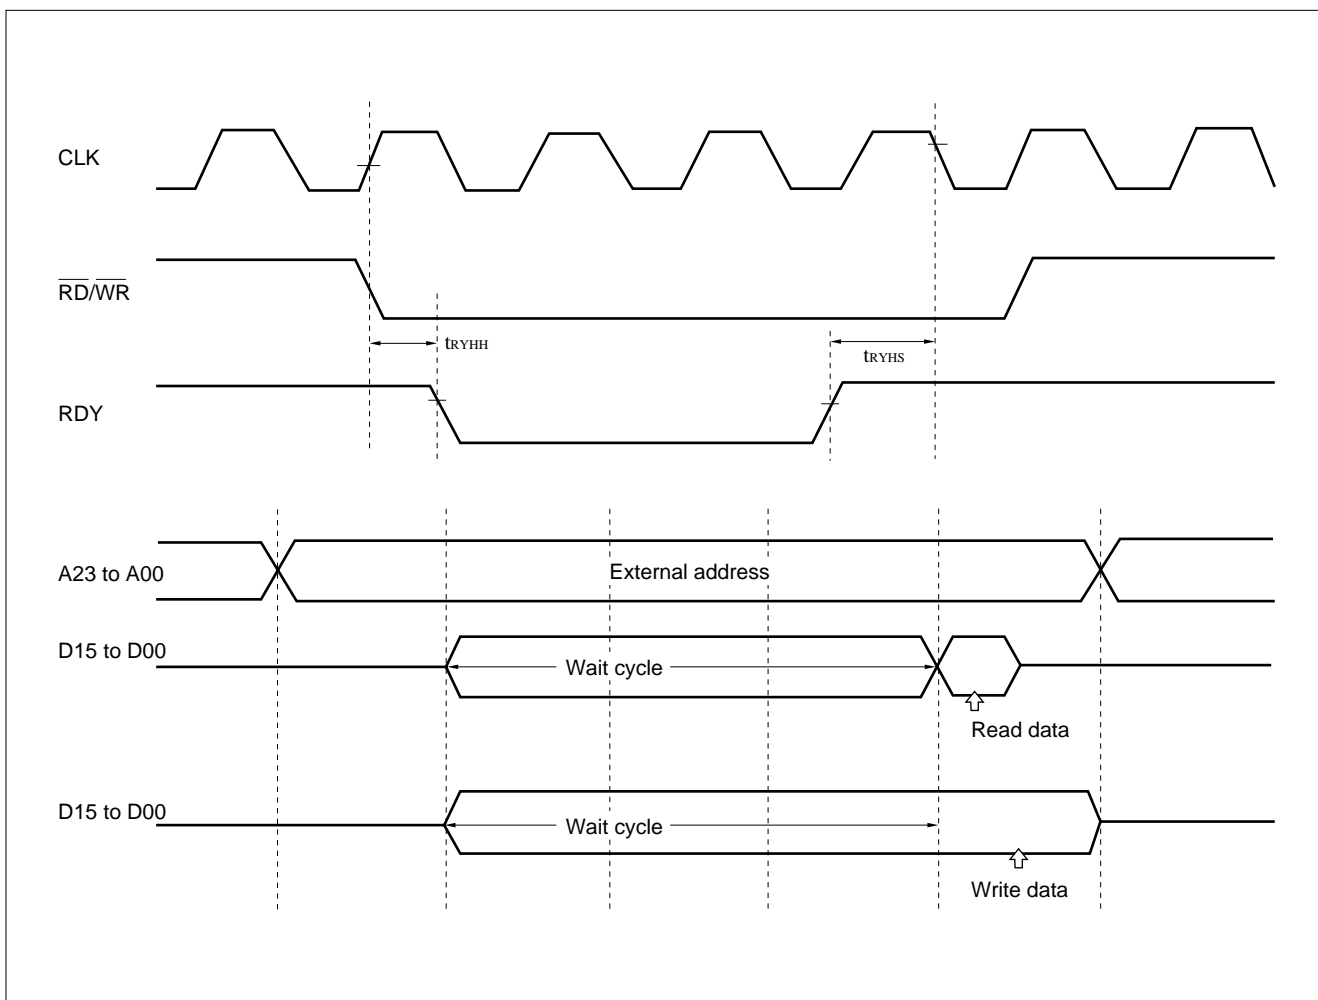 CLK
RD/WR
tRYHH
tRYHS
RDY
A23 to A00
External address
D15 to D00
Wait cycle
Read data
D15 to D00
Wait cycle
Write data